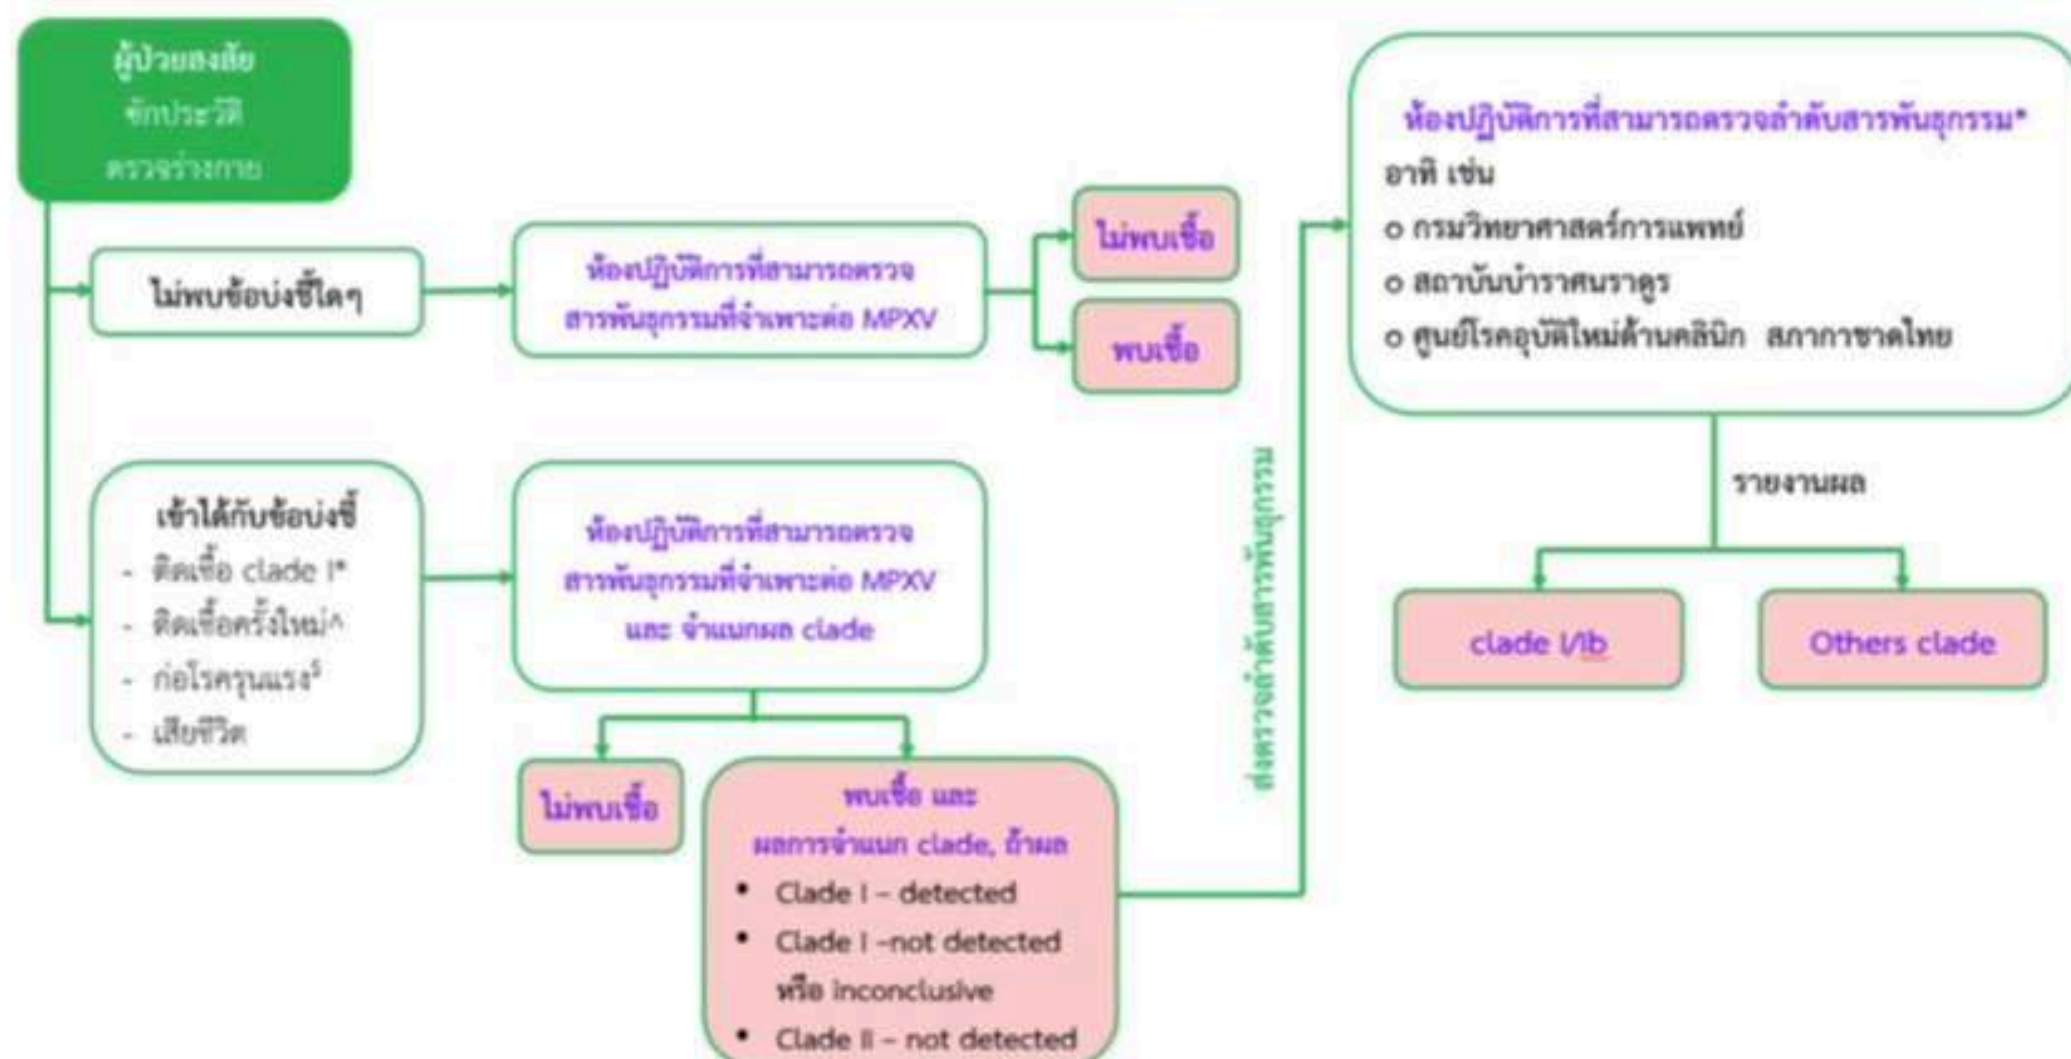 ผู้ป่วยสงสัย
ซักประวัติ
ตรวจร่างกาย
ไม่พบข้อบ่งชี้ใดๆ
ห้องปฏิบัติการที่สามารถตรวจ
สารพันธุกรรมที่จำเพาะต่อ MPXV
ไม่พบเชื้อ
พบเชื้อ
เข้าได้กับข้อบ่งชี้
- ติดเชื้อ clade I*
- ติดเชื้อครั้งใหม่^
- ก่อโรครุนแรง$
- เสียชีวิต
ห้องปฏิบัติการที่สามารถตรวจ
สารพันธุกรรมที่จำเพาะต่อ MPXV
และ จำแนกผล clade
ไม่พบเชื้อ
พบเชื้อ และ
ผลการจำแนก clade, ถ้าผล
• Clade I – detected
• Clade I –not detected
หรือ inconclusive
• Clade II – not detected
ส่งตรวจลำดับสารพันธุกรรม
ห้องปฏิบัติการที่สามารถตรวจลำดับสารพันธุกรรม*
อาทิ เช่น
o กรมวิทยาศาสตร์การแพทย์
o สถาบันบำราศนราดูร
o ศูนย์โรคอุบัติใหม่ด้านคลินิก สภากาชาดไทย
รายงานผล
clade I/Ib
Others clade